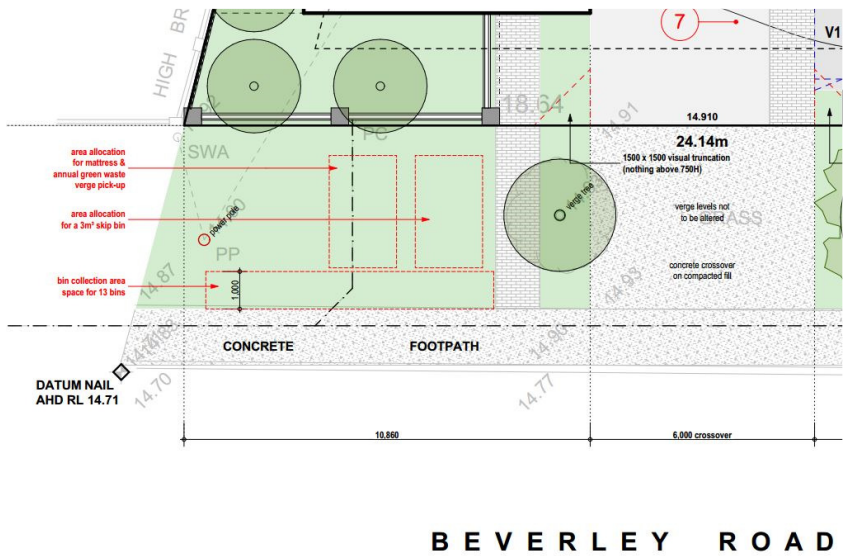 HIGH BR
7
V1
18.64
14.91
14.910
24.14m
1500 x 1500 visual truncation
(nothing above 750H)
area allocation
for mattress &
annual green waste
verge pick-up
SWA
PC
area allocation
for a 3m³ skip bin
power pole
PP
verge tree
verge levels not
to be altered
concrete crossover
on compacted fill
bin collection area
space for 13 bins
1,000
14.87
14.93
CONCRETE
FOOTPATH
14.90
DATUM NAIL
AHD RL 14.71
14.70
14.77
10,860
6,000 crossover
BEVERLEY ROAD